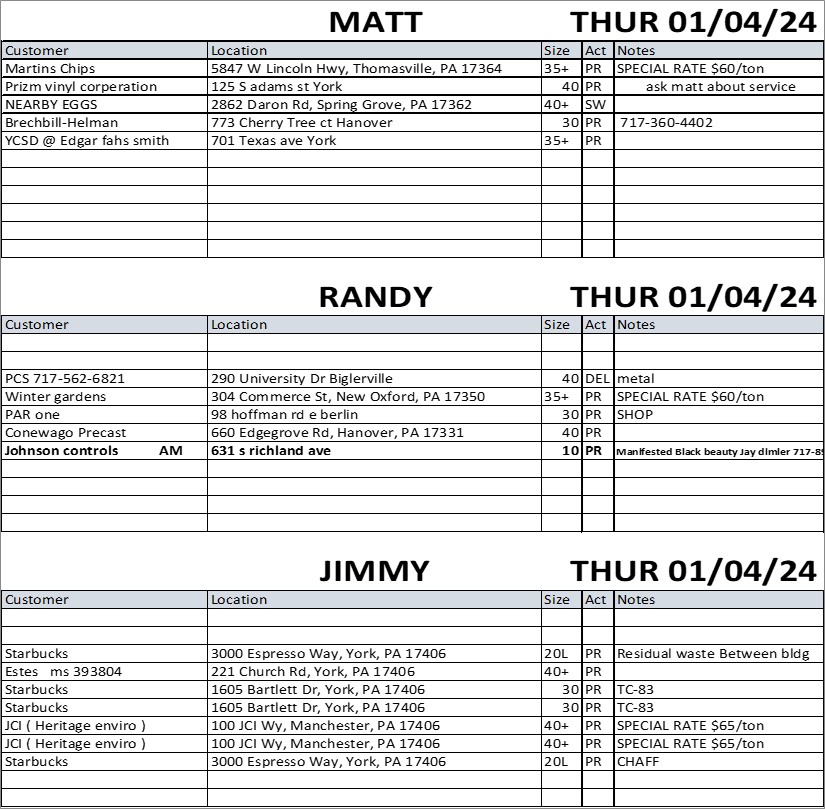 MATT THUR 01/04/24
Customer Location Size Act Notes
Martins Chips 5847 W Lincoln Hwy, Thomasville, PA 17364 35+ PR SPECIAL RATE $60/ton
Prizm vinyl corperation 125 S adams st York 40 PR ask matt about service
NEARBY EGGS 2862 Daron Rd, Spring Grove, PA 17362 40+ SW
Brechbill-Helman 773 Cherry Tree ct Hanover 30 PR 717-360-4402
YCSD @ Edgar fahs smith 701 Texas ave York 35+ PR
RANDY THUR 01/04/24
Customer Location Size Act Notes
PCS 717-562-6821 290 University Dr Biglerville 40 DEL metal
Winter gardens 304 Commerce St, New Oxford, PA 17350 35+ PR SPECIAL RATE $60/ton
PAR one 98 hoffman rd e berlin 30 PR SHOP
Conewago Precast 660 Edgegrove Rd, Hanover, PA 17331 40 PR
Johnson controls AM 631 s richland ave 10 PR Manifested Black beauty Jay dimler 717-8
JIMMY THUR 01/04/24
Customer Location Size Act Notes
Starbucks 3000 Espresso Way, York, PA 17406 20L PR Residual waste Between bldg
Estes ms 393804 221 Church Rd, York, PA 17406 40+ PR
Starbucks 1605 Bartlett Dr, York, PA 17406 30 PR TC-83
Starbucks 1605 Bartlett Dr, York, PA 17406 30 PR TC-83
JCI ( Heritage enviro ) 100 JCI Wy, Manchester, PA 17406 40+ PR SPECIAL RATE $65/ton
JCI ( Heritage enviro ) 100 JCI Wy, Manchester, PA 17406 40+ PR SPECIAL RATE $65/ton
Starbucks 3000 Espresso Way, York, PA 17406 20L PR CHAFF